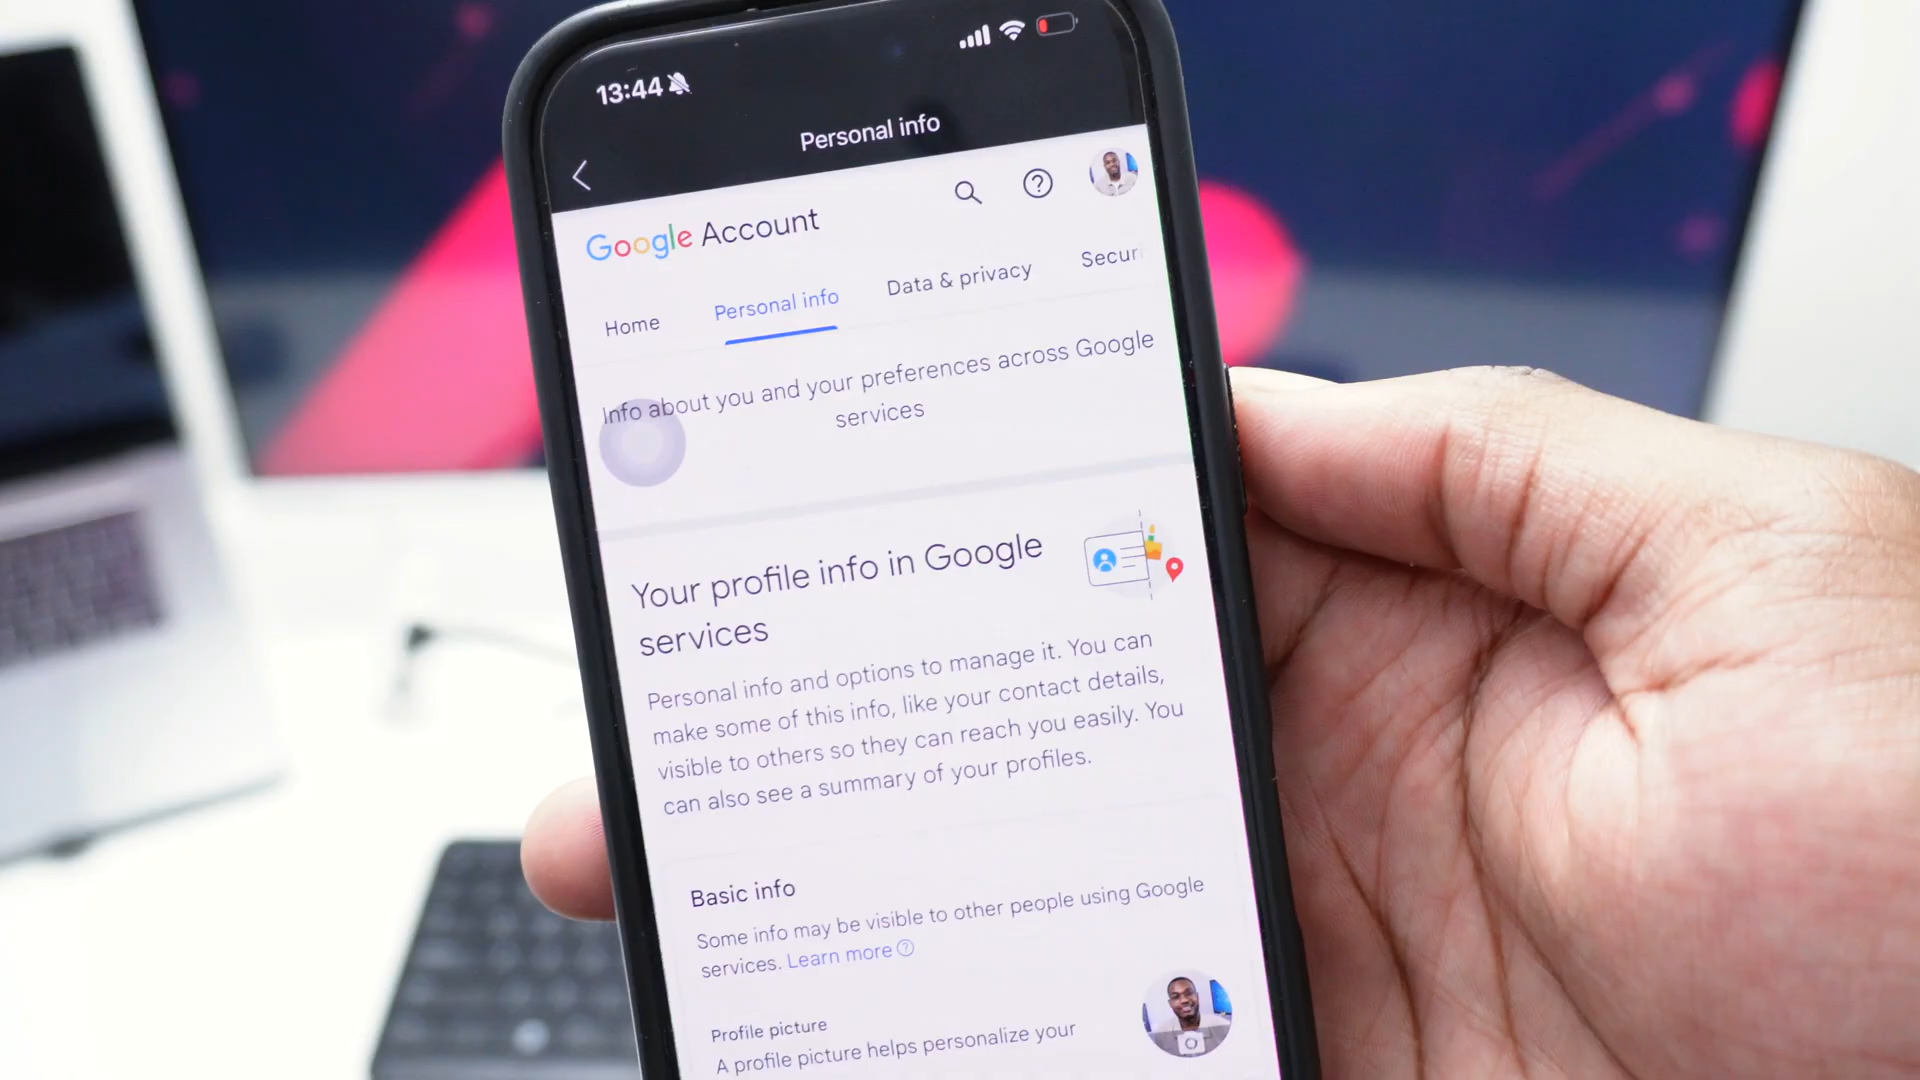 13:44
Personal info
Google Account
Home Personal info Data & privacy Secur
Info about you and your preferences across Google
services
Your profile info in Google
services
Personal info and options to manage it. You can
make some of this info, like your contact details,
visible to others so they can reach you easily. You
can also see a summary of your profiles.
Basic info
Some info may be visible to other people using Google
services. Learn more
Profile picture
A profile picture helps personalize your